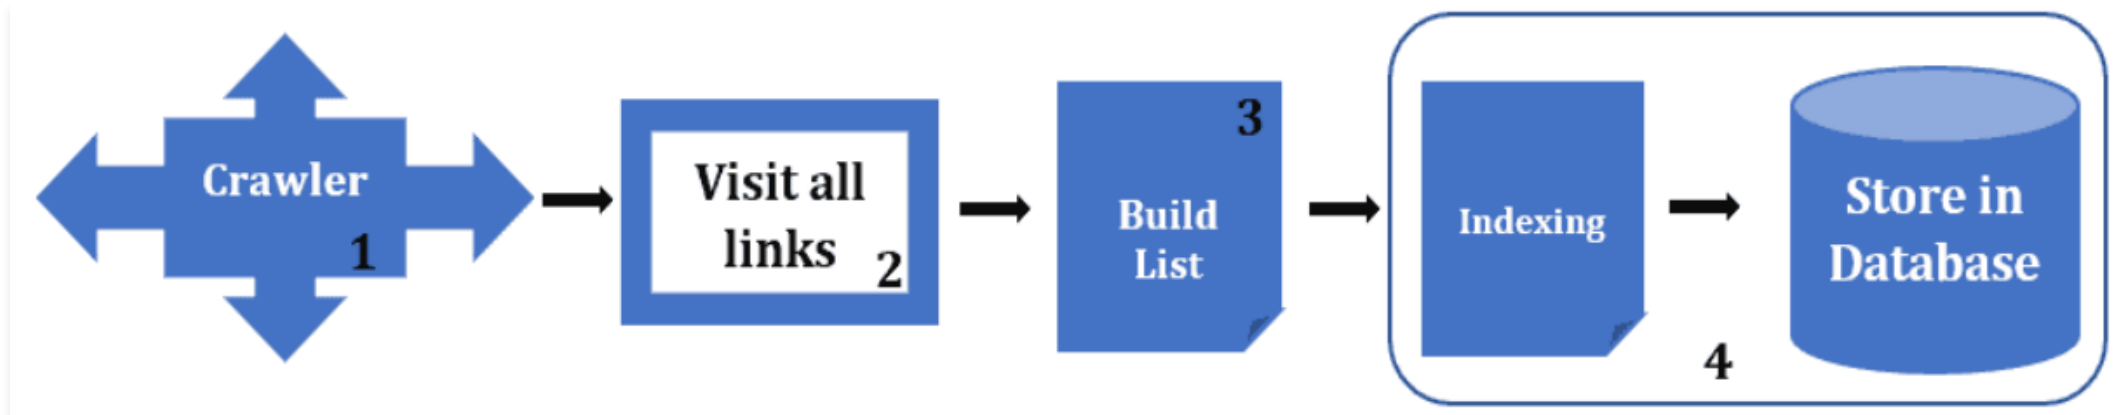 Crawler
1
Visit all
links
2
3
Build
List
Indexing
4
Store in
Database